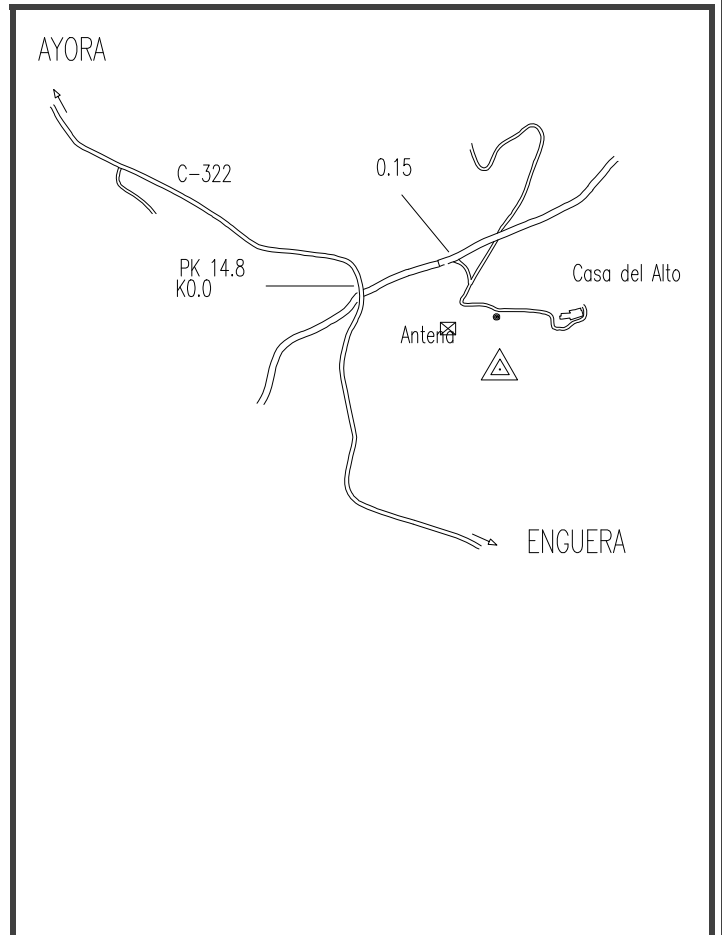 AYORA
C-322
0.15
PK 14.8
K0.0
Casa del Alto
Antena
ENGUERA